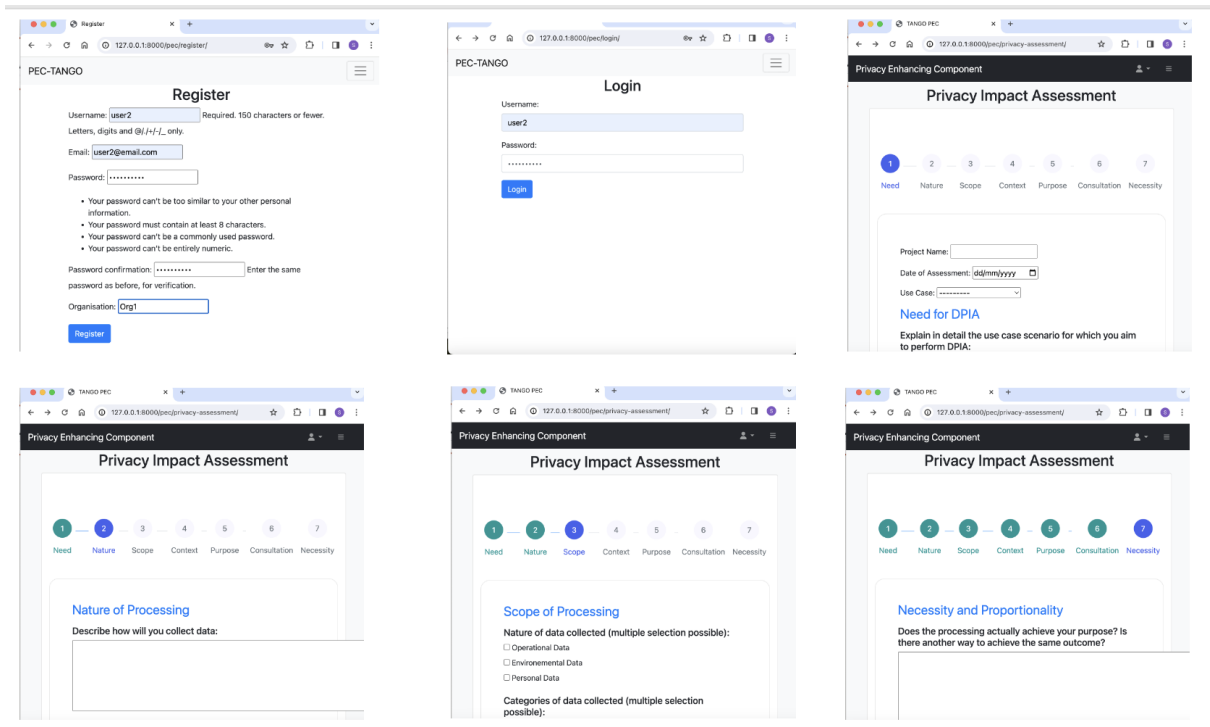 Register
127.0.0.1:8000/pec/register/
PEC-TANGO
Register
Username: user2 Required. 150 characters or fewer.
Letters, digits and @/./+/-/_ only.
Email: user2@email.com
Password: ••••••••••
• Your password can't be too similar to your other personal
information.
• Your password must contain at least 8 characters.
• Your password can't be a commonly used password.
• Your password can't be entirely numeric.
Password confirmation: •••••••••• Enter the same
password as before, for verification.
Organisation: Org1
Register
127.0.0.1:8000/pec/login/
PEC-TANGO
Login
Username:
user2
Password:
••••••••••
Login
TANGO PEC
127.0.0.1:8000/pec/privacy-assessment/
Privacy Enhancing Component
Privacy Impact Assessment
1 2 3 4 5 6 7
Need Nature Scope Context Purpose Consultation Necessity
Project Name:
Date of Assessment: dd/mm/yyyy
Use Case: ---------
Need for DPIA
Explain in detail the use case scenario for which you aim
to perform DPIA:
TANGO PEC
127.0.0.1:8000/pec/privacy-assessment/
Privacy Enhancing Component
Privacy Impact Assessment
1 2 3 4 5 6 7
Need Nature Scope Context Purpose Consultation Necessity
Nature of Processing
Describe how will you collect data:
TANGO PEC
127.0.0.1:8000/pec/privacy-assessment/
Privacy Enhancing Component
Privacy Impact Assessment
1 2 3 4 5 6 7
Need Nature Scope Context Purpose Consultation Necessity
Scope of Processing
Nature of data collected (multiple selection possible):
Operational Data
Environemental Data
Personal Data
Categories of data collected (multiple selection
possible):
TANGO PEC
127.0.0.1:8000/pec/privacy-assessment/
Privacy Enhancing Component
Privacy Impact Assessment
1 2 3 4 5 6 7
Need Nature Scope Context Purpose Consultation Necessity
Necessity and Proportionality
Does the processing actually achieve your purpose? Is
there another way to achieve the same outcome?